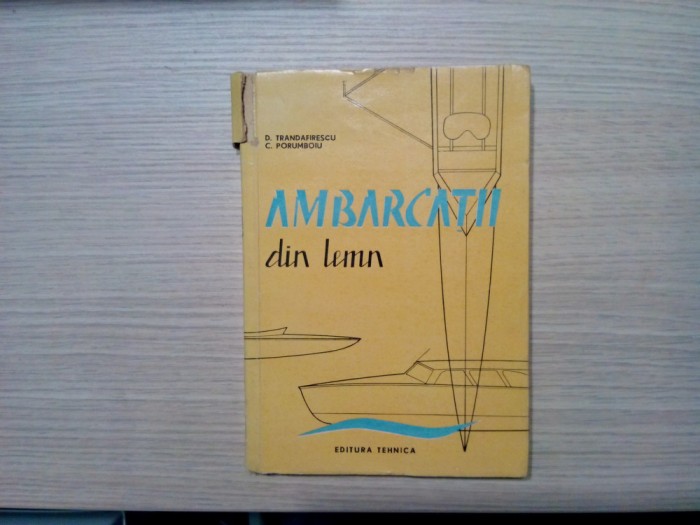 D. TRANDAFIRESCU
C. PORUMBOIU
AMBARCAȚII
din lemn
EDITURA TEHNICA